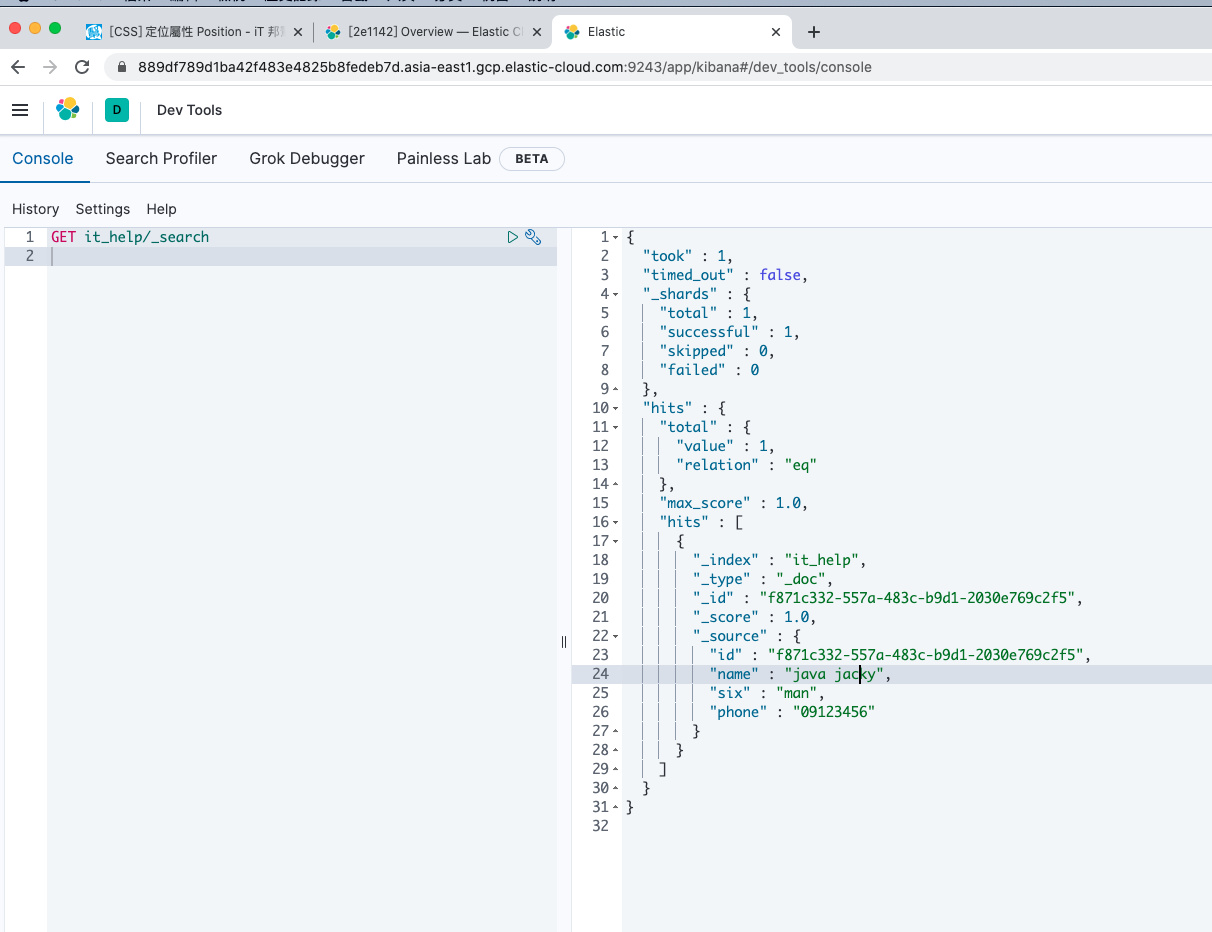 [CSS] 定位屬性 Position - iT 邦
[2e1142] Overview — Elastic C
Elastic
889df789d1ba42f483e4825b8fedeb7d.asia-east1.gcp.elastic-cloud.com:9243/app/kibana#/dev_tools/console
D Dev Tools
Console Search Profiler Grok Debugger Painless Lab BETA
History Settings Help
1 GET it_help/_search
2
1 {
2 "took" : 1,
3 "timed_out" : false,
4 "_shards" : {
5 "total" : 1,
6 "successful" : 1,
7 "skipped" : 0,
8 "failed" : 0
9 },
10 "hits" : {
11 "total" : {
12 "value" : 1,
13 "relation" : "eq"
14 },
15 "max_score" : 1.0,
16 "hits" : [
17 {
18 "_index" : "it_help",
19 "_type" : "_doc",
20 "_id" : "f871c332-557a-483c-b9d1-2030e769c2f5",
21 "_score" : 1.0,
22 "_source" : {
23 "id" : "f871c332-557a-483c-b9d1-2030e769c2f5",
24 "name" : "java jacky",
25 "six" : "man",
26 "phone" : "09123456"
27 }
28 }
29 ]
30 }
31 }
32